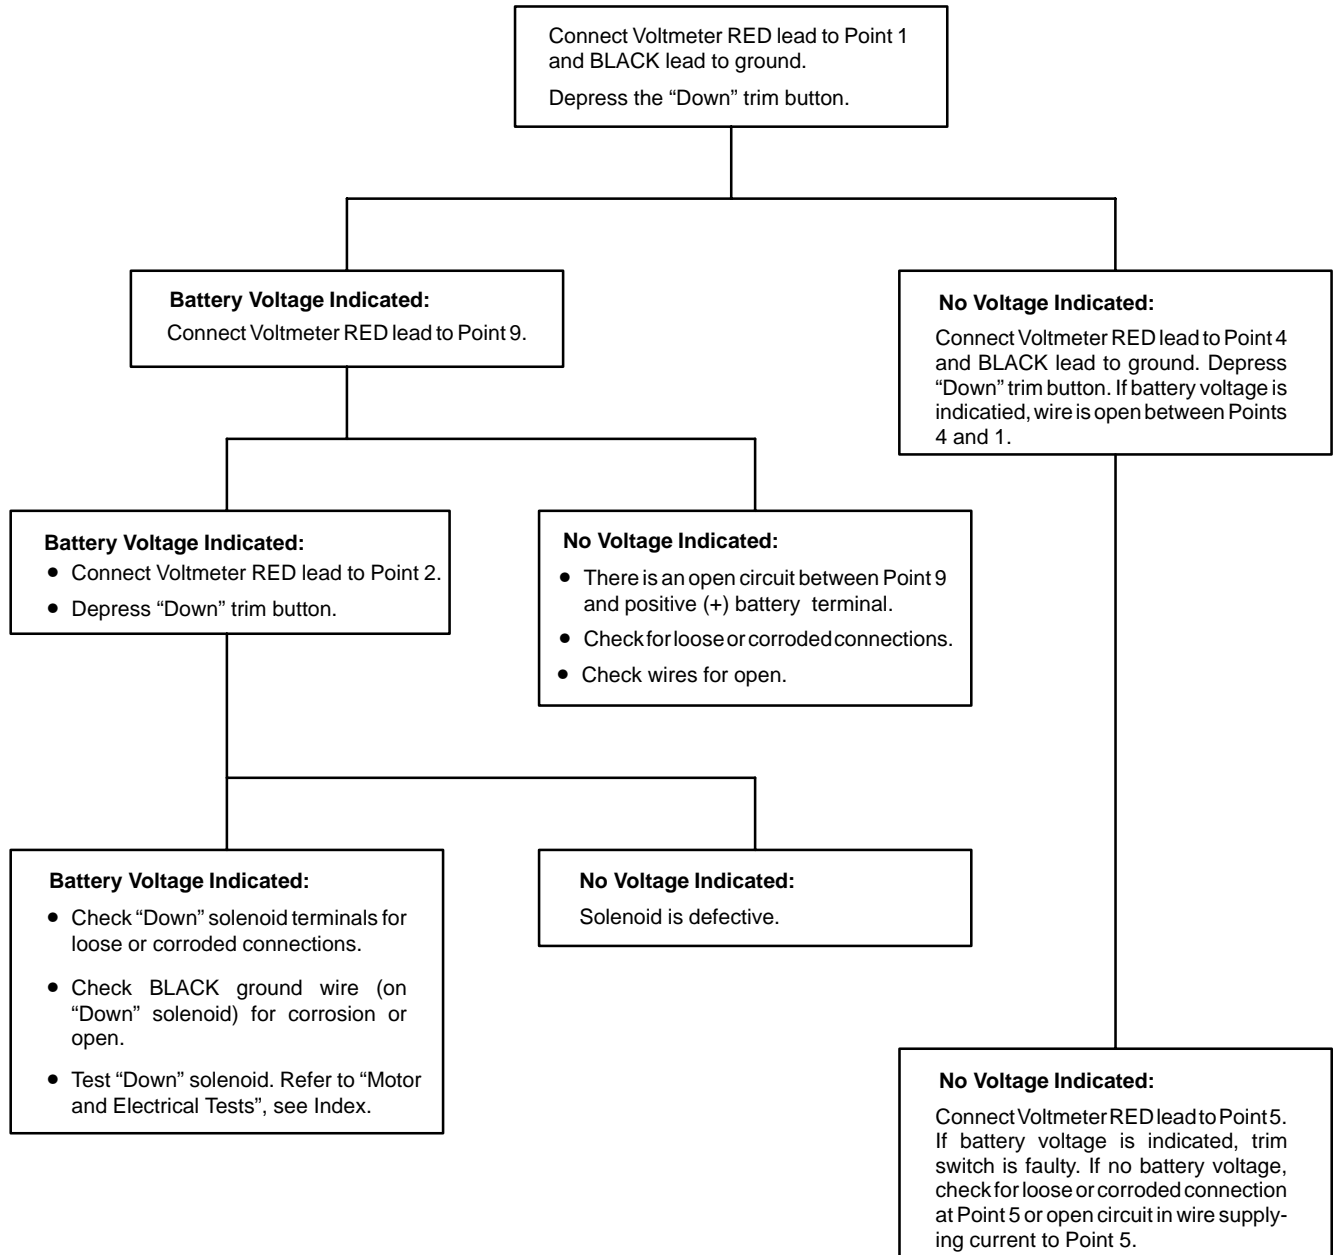 Connect Voltmeter RED lead to Point 1
and BLACK lead to ground.
Depress the “Down” trim button.
Battery Voltage Indicated:
Connect Voltmeter RED lead to Point 9.
No Voltage Indicated:
Connect Voltmeter RED lead to Point 4
and BLACK lead to ground. Depress
“Down” trim button. If battery voltage is
indicatied, wire is open between Points
4 and 1.
Battery Voltage Indicated:
• Connect Voltmeter RED lead to Point 2.
• Depress “Down” trim button.
No Voltage Indicated:
• There is an open circuit between Point 9
and positive (+) battery terminal.
• Check for loose or corroded connections.
• Check wires for open.
Battery Voltage Indicated:
• Check “Down” solenoid terminals for
loose or corroded connections.
• Check BLACK ground wire (on
“Down” solenoid) for corrosion or
open.
• Test “Down” solenoid. Refer to “Motor
and Electrical Tests”, see Index.
No Voltage Indicated:
Solenoid is defective.
No Voltage Indicated:
Connect Voltmeter RED lead to Point 5.
If battery voltage is indicated, trim
switch is faulty. If no battery voltage,
check for loose or corroded connection
at Point 5 or open circuit in wire supply-
ing current to Point 5.